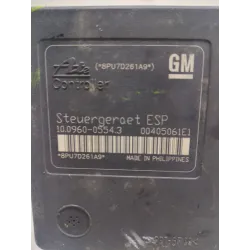 (*8PU7D261A9*)
GM
Controller
Steuergeraet ESP
10.0960-0554.3 00405061E1
*8PU7D261A9*
MADE IN PHILIPPINES